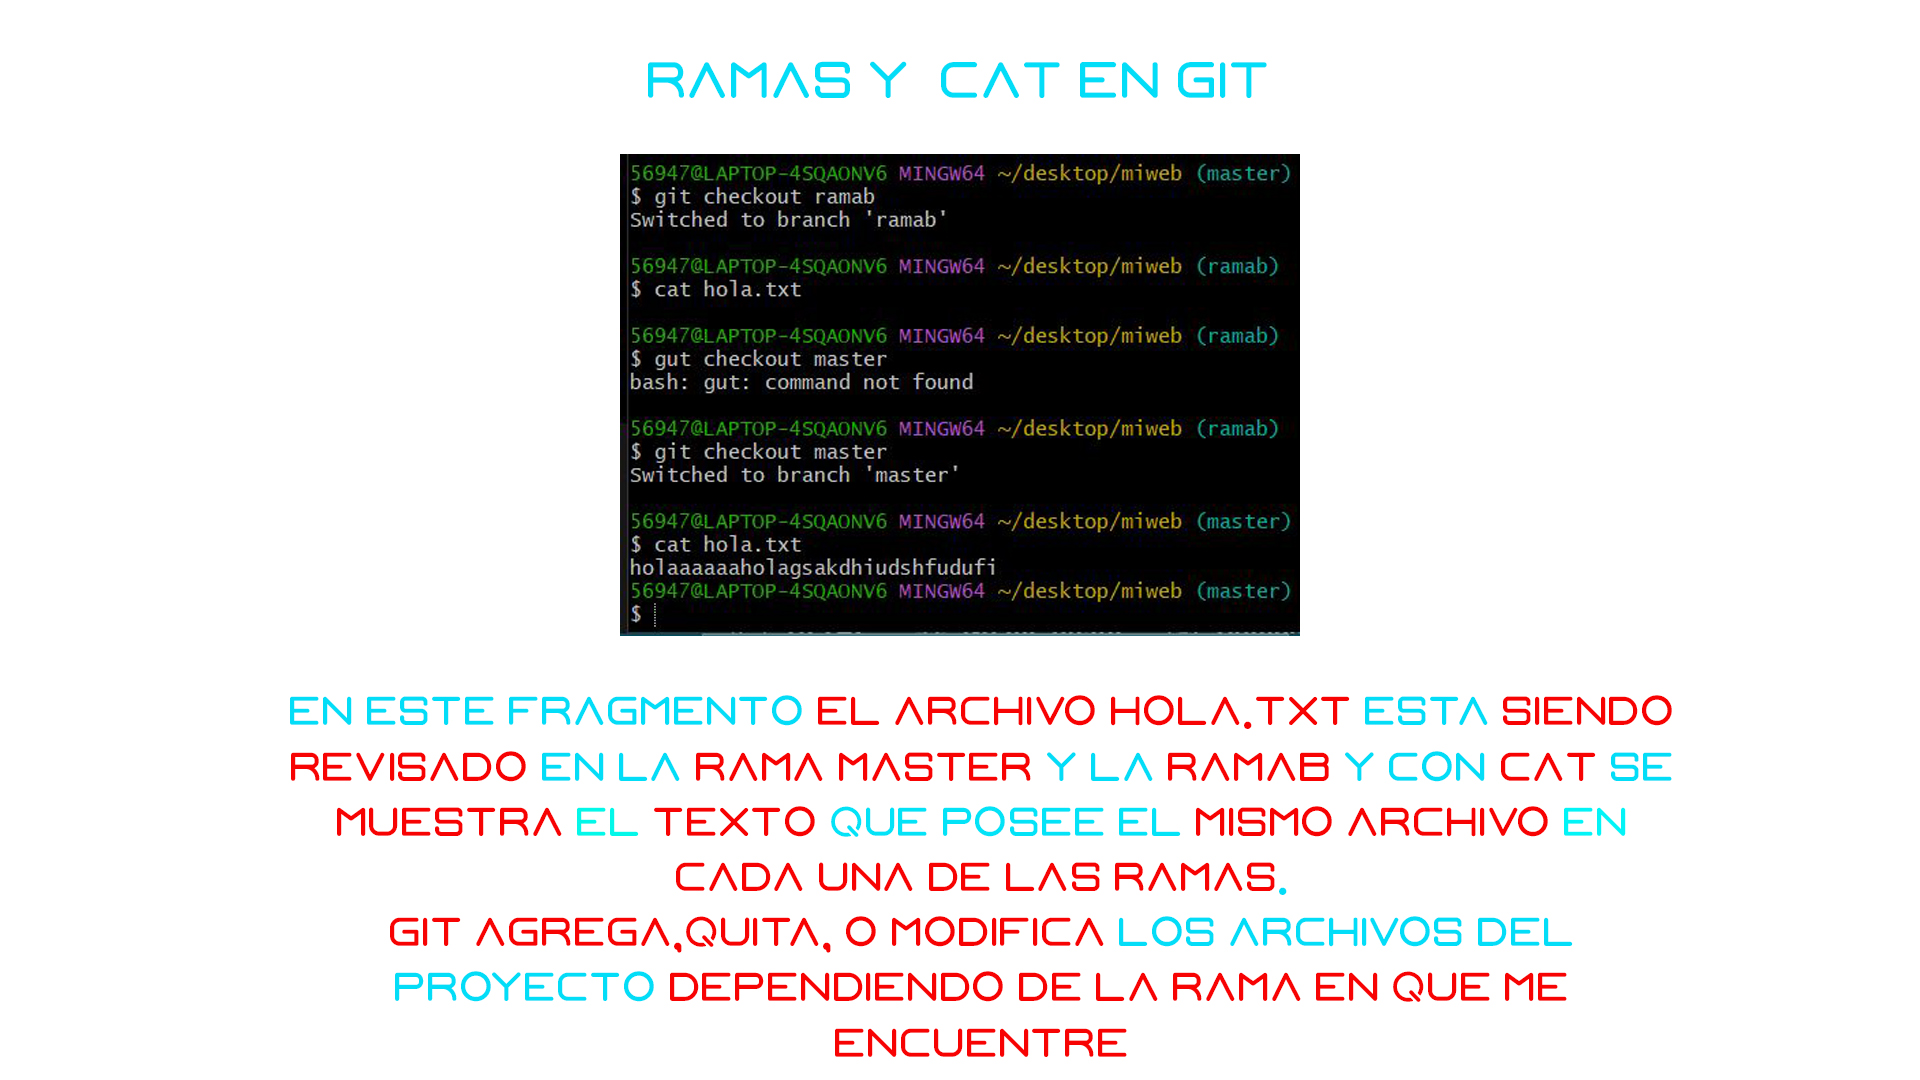 RAMAS Y CAT EN GIT
56947@LAPTOP-4SQAONV6 MINGW64 ~/desktop/miweb (master)
$ git checkout ramab
Switched to branch 'ramab'
56947@LAPTOP-4SQAONV6 MINGW64 ~/desktop/miweb (ramab)
$ cat hola.txt
56947@LAPTOP-4SQAONV6 MINGW64 ~/desktop/miweb (ramab)
$ gut checkout master
bash: gut: command not found
56947@LAPTOP-4SQAONV6 MINGW64 ~/desktop/miweb (ramab)
$ git checkout master
Switched to branch 'master'
56947@LAPTOP-4SQAONV6 MINGW64 ~/desktop/miweb (master)
$ cat hola.txt
holaaaaaaholagsakdhiudshfudufi
56947@LAPTOP-4SQAONV6 MINGW64 ~/desktop/miweb (master)
$
EN ESTE FRAGMENTO EL ARCHIVO HOLA.TXT ESTA SIENDO
REVISADO EN LA RAMA MASTER Y LA RAMAB Y CON CAT SE
MUESTRA EL TEXTO QUE POSEE EL MISMO ARCHIVO EN
CADA UNA DE LAS RAMAS.
GIT AGREGA,QUITA, O MODIFICA LOS ARCHIVOS DEL
PROYECTO DEPENDIENDO DE LA RAMA EN QUE ME
ENCUENTRE